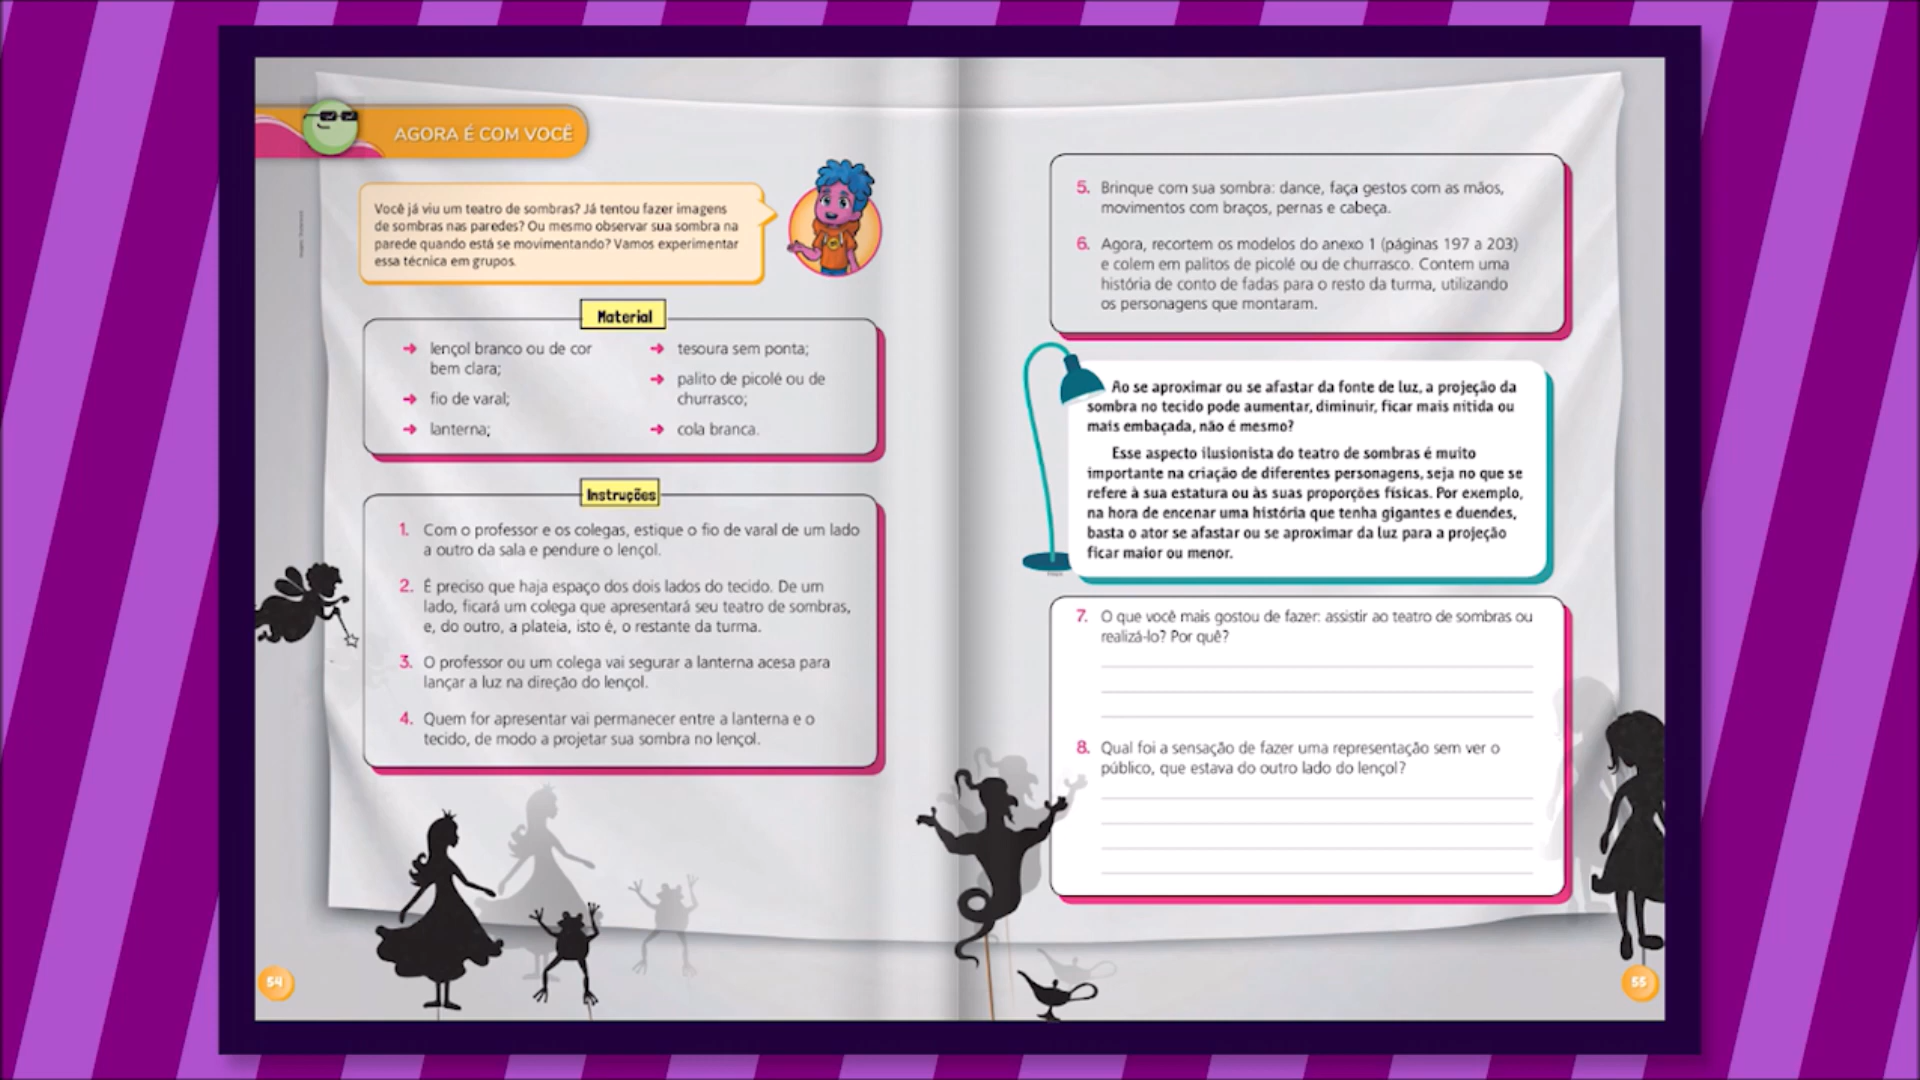 AGORA É COM VOCÊ
Você já viu um teatro de sombras? Já tentou fazer imagens
de sombras nas paredes? Ou mesmo observar sua sombra na
parede quando está se movimentando? Vamos experimentar
essa técnica em grupos.
Material
→ lençol branco ou de cor
bem clara;
→ fio de varal;
→ lanterna;
→ tesoura sem ponta;
→ palito de picolé ou de
churrasco;
→ cola branca.
Instruções
1. Com o professor e os colegas, estique o fio de varal de um lado
a outro da sala e pendure o lençol.
2. É preciso que haja espaço dos dois lados do tecido. De um
lado, ficará um colega que apresentará seu teatro de sombras,
e, do outro, a plateia, isto é, o restante da turma.
3. O professor ou um colega vai segurar a lanterna acesa para
lançar a luz na direção do lençol.
4. Quem for apresentar vai permanecer entre a lanterna e o
tecido, de modo a projetar sua sombra no lençol.
54
5. Brinque com sua sombra: dance, faça gestos com as mãos,
movimentos com braços, pernas e cabeça.
6. Agora, recortem os modelos do anexo 1 (páginas 197 a 203)
e colem em palitos de picolé ou de churrasco. Contem uma
história de conto de fadas para o resto da turma, utilizando
os personagens que montaram.
Ao se aproximar ou se afastar da fonte de luz, a projeção da
sombra no tecido pode aumentar, diminuir, ficar mais nítida ou
mais embaçada, não é mesmo?
Esse aspecto ilusionista do teatro de sombras é muito
importante na criação de diferentes personagens, seja no que se
refere à sua estatura ou às suas proporções físicas. Por exemplo,
na hora de encenar uma história que tenha gigantes e duendes,
basta o ator se afastar ou se aproximar da luz para a projeção
ficar maior ou menor.
7. O que você mais gostou de fazer: assistir ao teatro de sombras ou
realizá-lo? Por quê?
8. Qual foi a sensação de fazer uma representação sem ver o
público, que estava do outro lado do lençol?
55